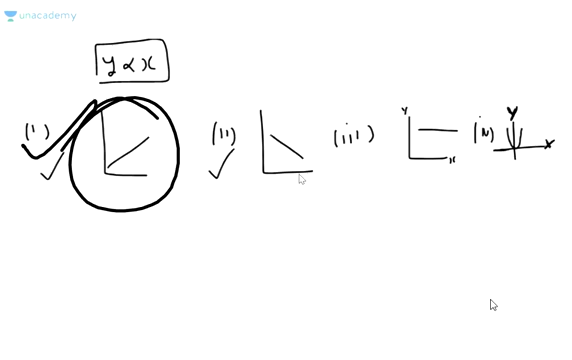 unacademy
y ∝ x
(i) (ii) (iii) (iv)
Y Y
x x